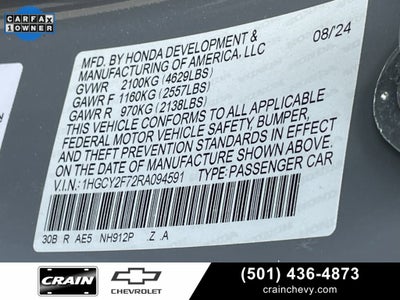 CARFAX
1 OWNER
MFD. BY HONDA DEVELOPMENT & 08/24
MANUFACTURING OF AMERICA, LLC
GVWR 2100KG (4629LBS)
GAWR F 1160KG (2557LBS)
GAWR R 970KG (2138LBS)
THIS VEHICLE CONFORMS TO ALL APPLICABLE
FEDERAL MOTOR VEHICLE SAFETY, BUMPER,
AND THEFT PREVENTION STANDARDS IN EFFECT
ON THE DATE OF MANUFACTURE SHOWN ABOVE.
V.I.N.: 1HGCY2F72RA094591 TYPE:PASSENGER CAR
30B R AE5 NH912P .Z .A
CRAIN CHEVROLET (501) 436-4873
crainchevy.com